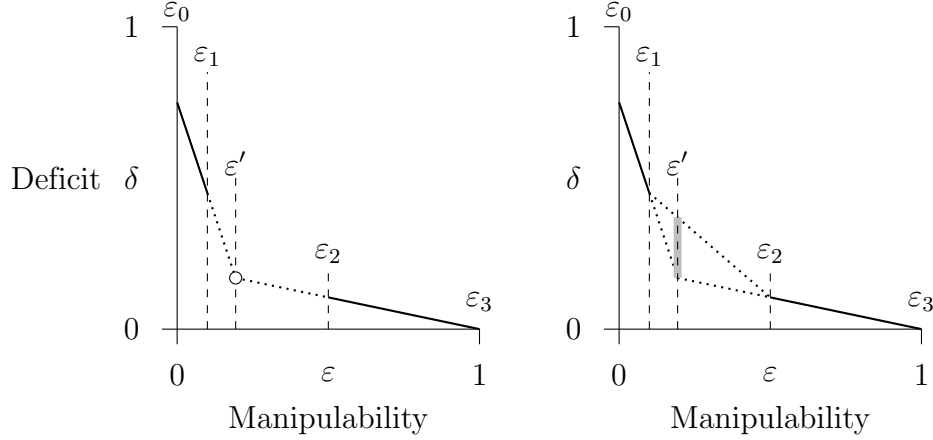 ε₀
1
ε₁
ε′
Deficit δ
ε₂
ε₃
0
0 ε 1
Manipulability
ε₀
1
ε₁
ε′
δ
ε₂
ε₃
0
0 ε 1
Manipulability